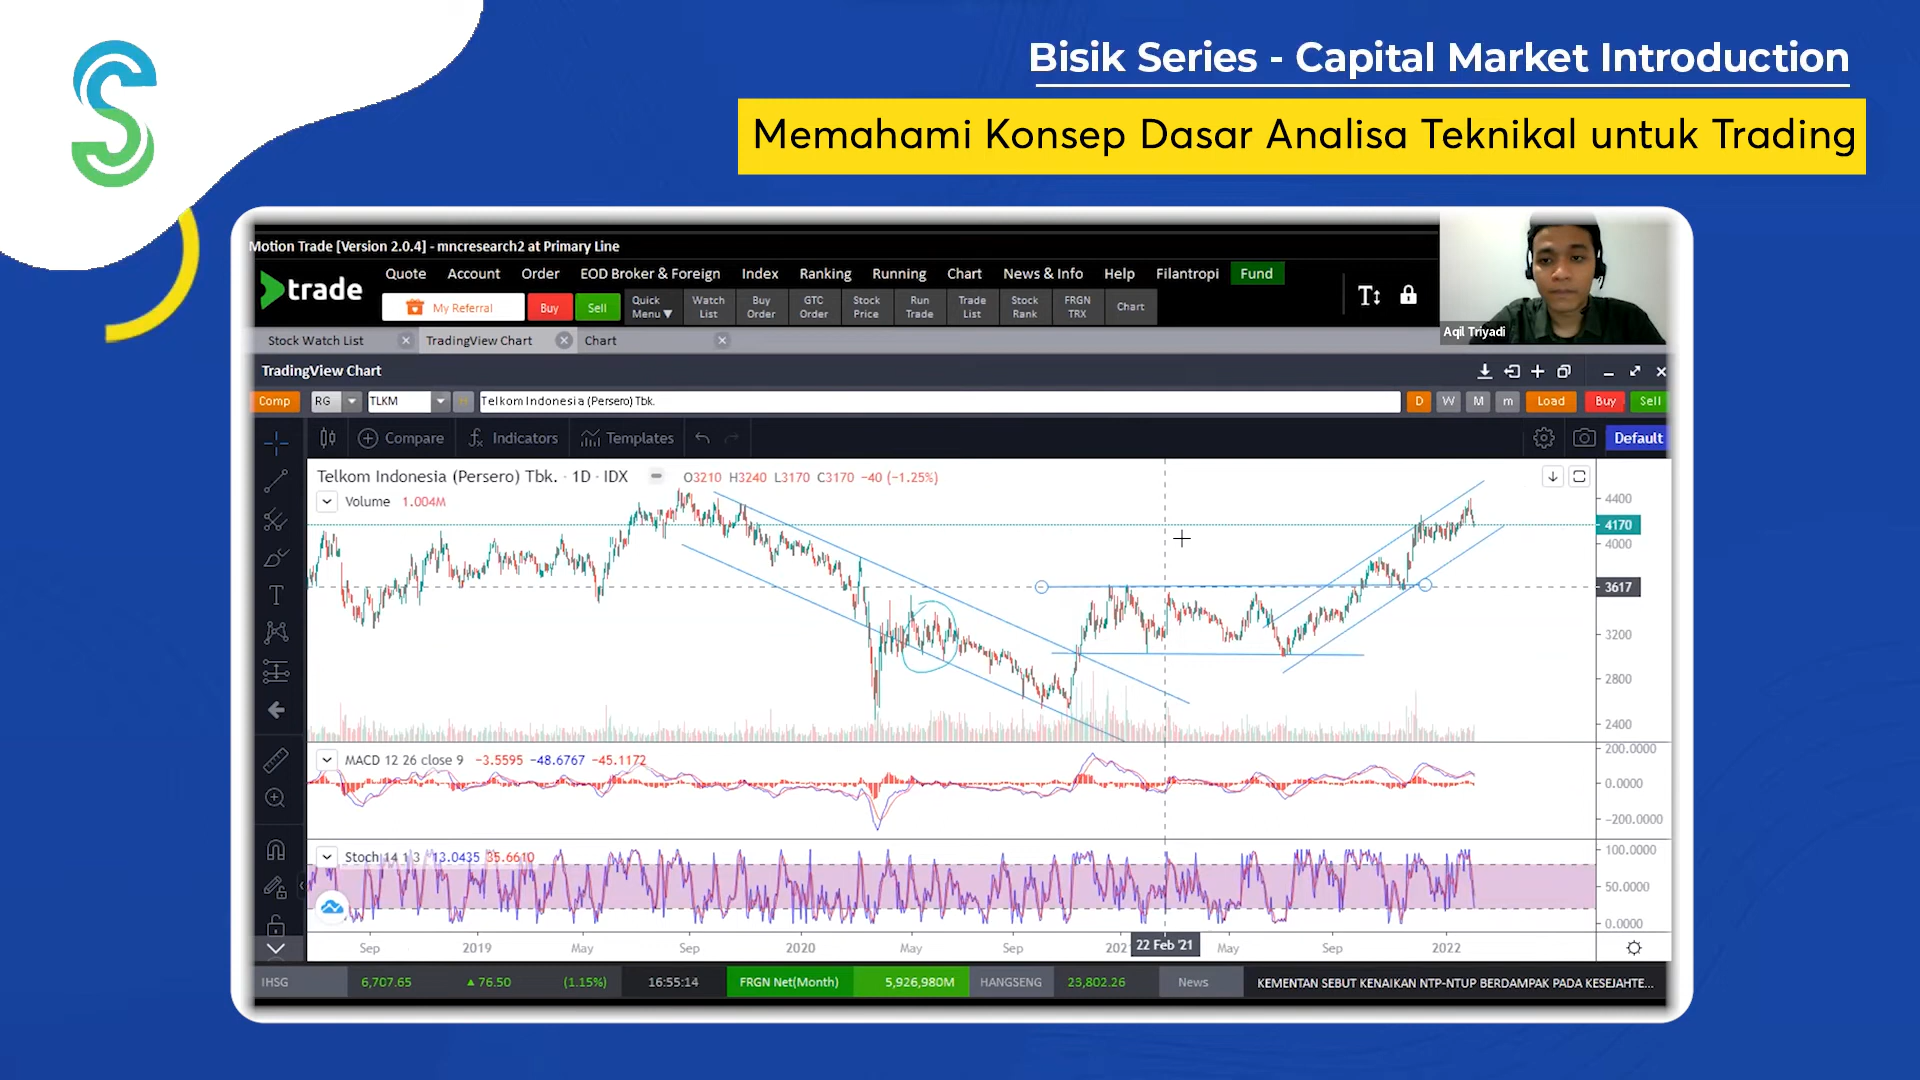 Bisik Series - Capital Market Introduction
Memahami Konsep Dasar Analisa Teknikal untuk Trading
Motion Trade [Version 2.0.4] - mncresearch2 at Primary Line
trade
Quote Account Order EOD Broker & Foreign Index Ranking Running Chart News & Info Help Filantropi Fund
My Referral Buy Sell Quick Menu ▼ Watch List Buy Order GTC Order Stock Price Run Trade Trade List Stock Rank FRGN TRX Chart
Aqil Triyadi
Stock Watch List TradingView Chart Chart
TradingView Chart
Comp RG TLKM Telkom Indonesia (Persero) Tbk. D W M m Load Buy Sell
Compare Indicators Templates Default
Telkom Indonesia (Persero) Tbk. · 1D · IDX O3210 H3240 L3170 C3170 −40 (−1.25%)
Volume 1.004M
4400
4170
4000
3617
3200
2800
2400
MACD 12 26 close 9 −3.5595 −48.6767 −45.1172
200.0000
0.0000
−200.0000
Stoch 14 1 3 13.0435 35.6610
100.0000
50.0000
0.0000
Sep 2019 May Sep 2020 May Sep 2021 22 Feb '21 May Sep 2022
IHSG 6,707.65 ▲76.50 (1.15%) 16:55:14 FRGN Net(Month) 5,926,980M HANGSENG 23,802.26 News KEMENTAN SEBUT KENAIKAN NTP-NTUP BERDAMPAK PADA KESEJAHTE...